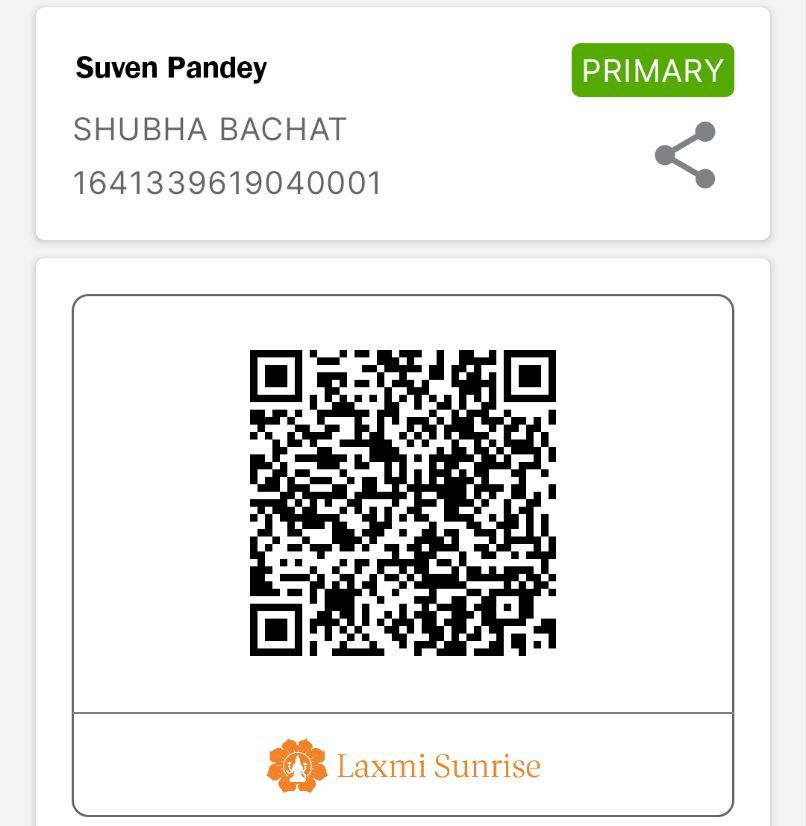 Suven Pandey
PRIMARY
SHUBHA BACHAT
1641339619040001
Laxmi Sunrise